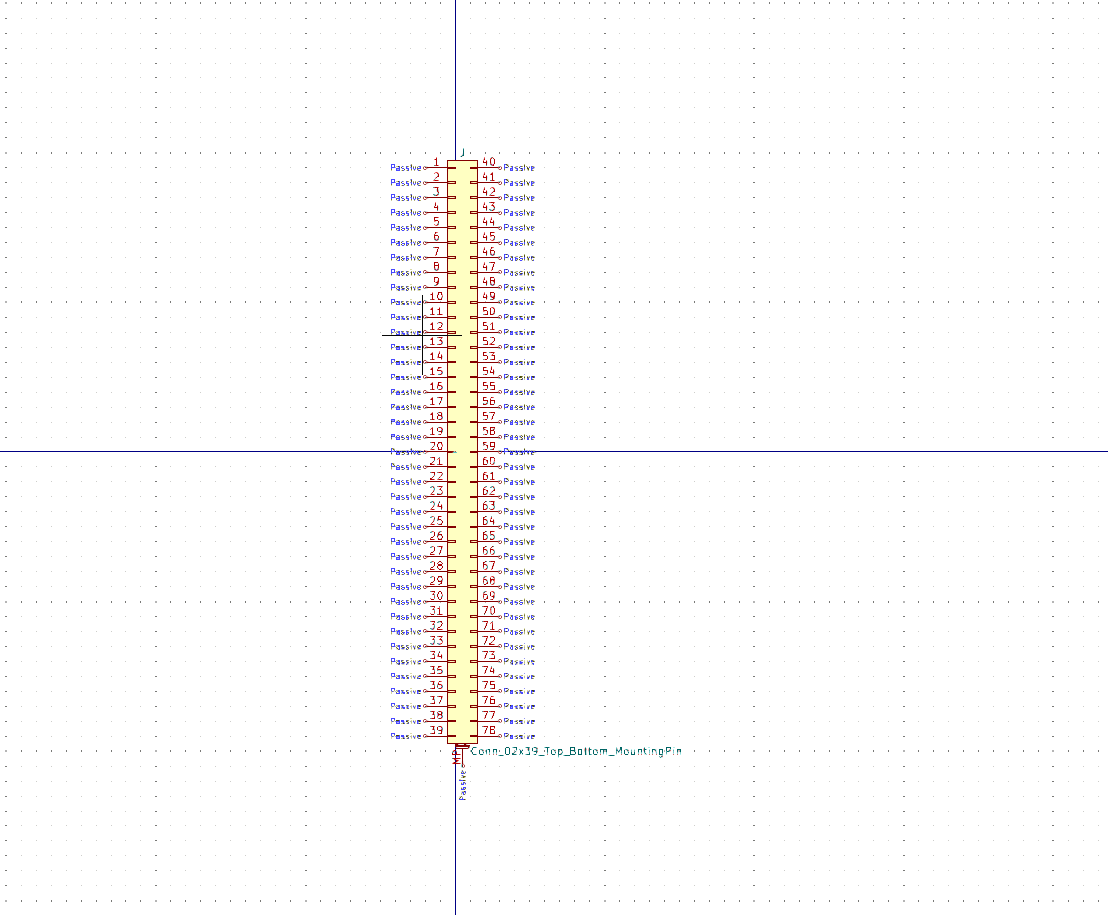 J
Passive 1 40 Passive
Passive 2 41 Passive
Passive 3 42 Passive
Passive 4 43 Passive
Passive 5 44 Passive
Passive 6 45 Passive
Passive 7 46 Passive
Passive 8 47 Passive
Passive 9 48 Passive
Passive 10 49 Passive
Passive 11 50 Passive
Passive 12 51 Passive
Passive 13 52 Passive
Passive 14 53 Passive
Passive 15 54 Passive
Passive 16 55 Passive
Passive 17 56 Passive
Passive 18 57 Passive
Passive 19 58 Passive
Passive 20 59 Passive
Passive 21 60 Passive
Passive 22 61 Passive
Passive 23 62 Passive
Passive 24 63 Passive
Passive 25 64 Passive
Passive 26 65 Passive
Passive 27 66 Passive
Passive 28 67 Passive
Passive 29 68 Passive
Passive 30 69 Passive
Passive 31 70 Passive
Passive 32 71 Passive
Passive 33 72 Passive
Passive 34 73 Passive
Passive 35 74 Passive
Passive 36 75 Passive
Passive 37 76 Passive
Passive 38 77 Passive
Passive 39 78 Passive
MP Conn_02x39_Top_Bottom_MountingPin
Passive